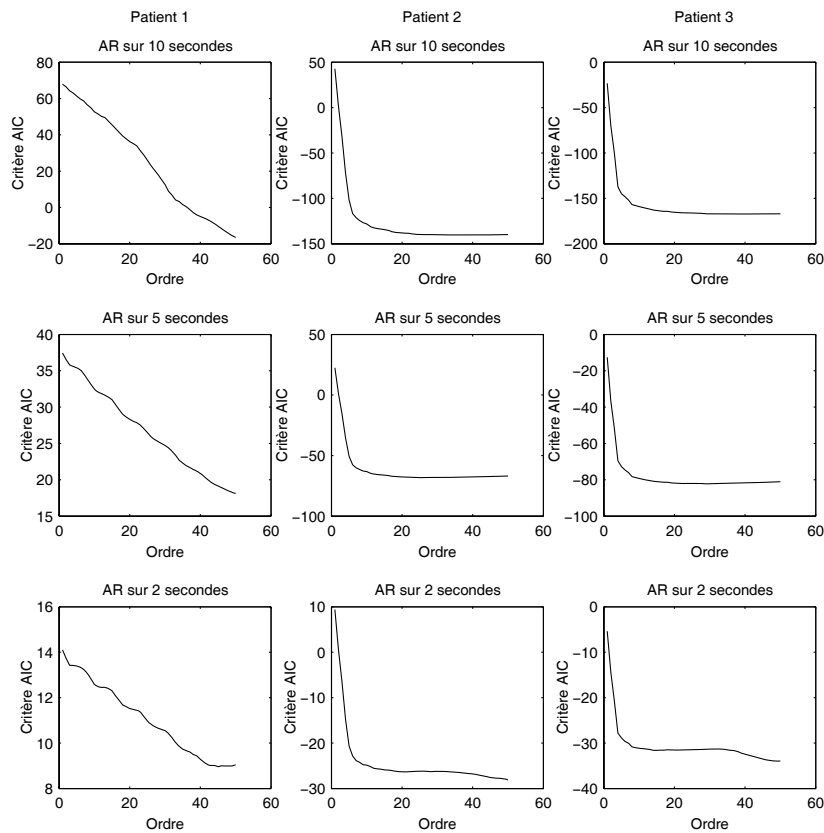 Patient 1 Patient 2 Patient 3
AR sur 10 secondes AR sur 10 secondes AR sur 10 secondes
80
60
40
20
0
−20
Critère AIC
0 20 40 60
Ordre
50
0
−50
−100
−150
Critère AIC
0 20 40 60
Ordre
0
−50
−100
−150
−200
Critère AIC
0 20 40 60
Ordre
AR sur 5 secondes AR sur 5 secondes AR sur 5 secondes
40
35
30
25
20
15
Critère AIC
0 20 40 60
Ordre
50
0
−50
−100
Critère AIC
0 20 40 60
Ordre
0
−20
−40
−60
−80
−100
Critère AIC
0 20 40 60
Ordre
AR sur 2 secondes AR sur 2 secondes AR sur 2 secondes
16
14
12
10
8
Critère AIC
0 20 40 60
Ordre
10
0
−10
−20
−30
Critère AIC
0 20 40 60
Ordre
0
−10
−20
−30
−40
Critère AIC
0 20 40 60
Ordre